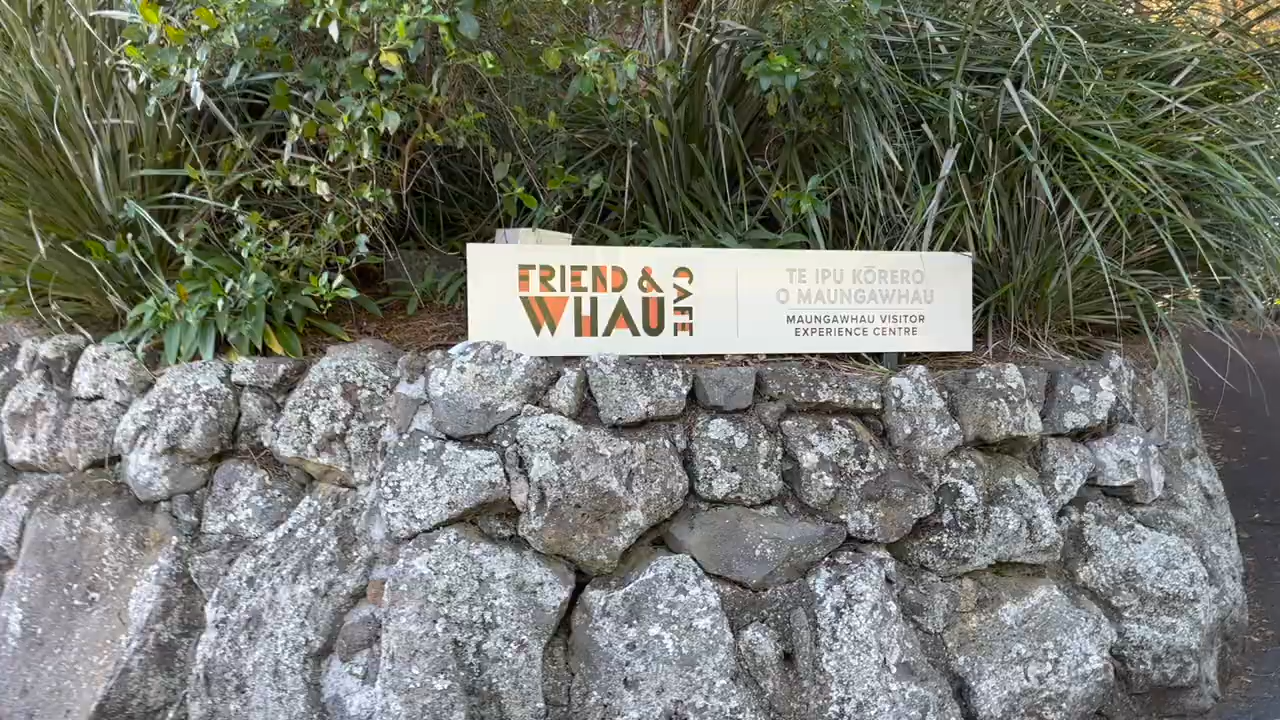 FRIEND &
WHAU
CAFE
TE IPU KŌRERO
O MAUNGAWHAU
MAUNGAWHAU VISITOR
EXPERIENCE CENTRE